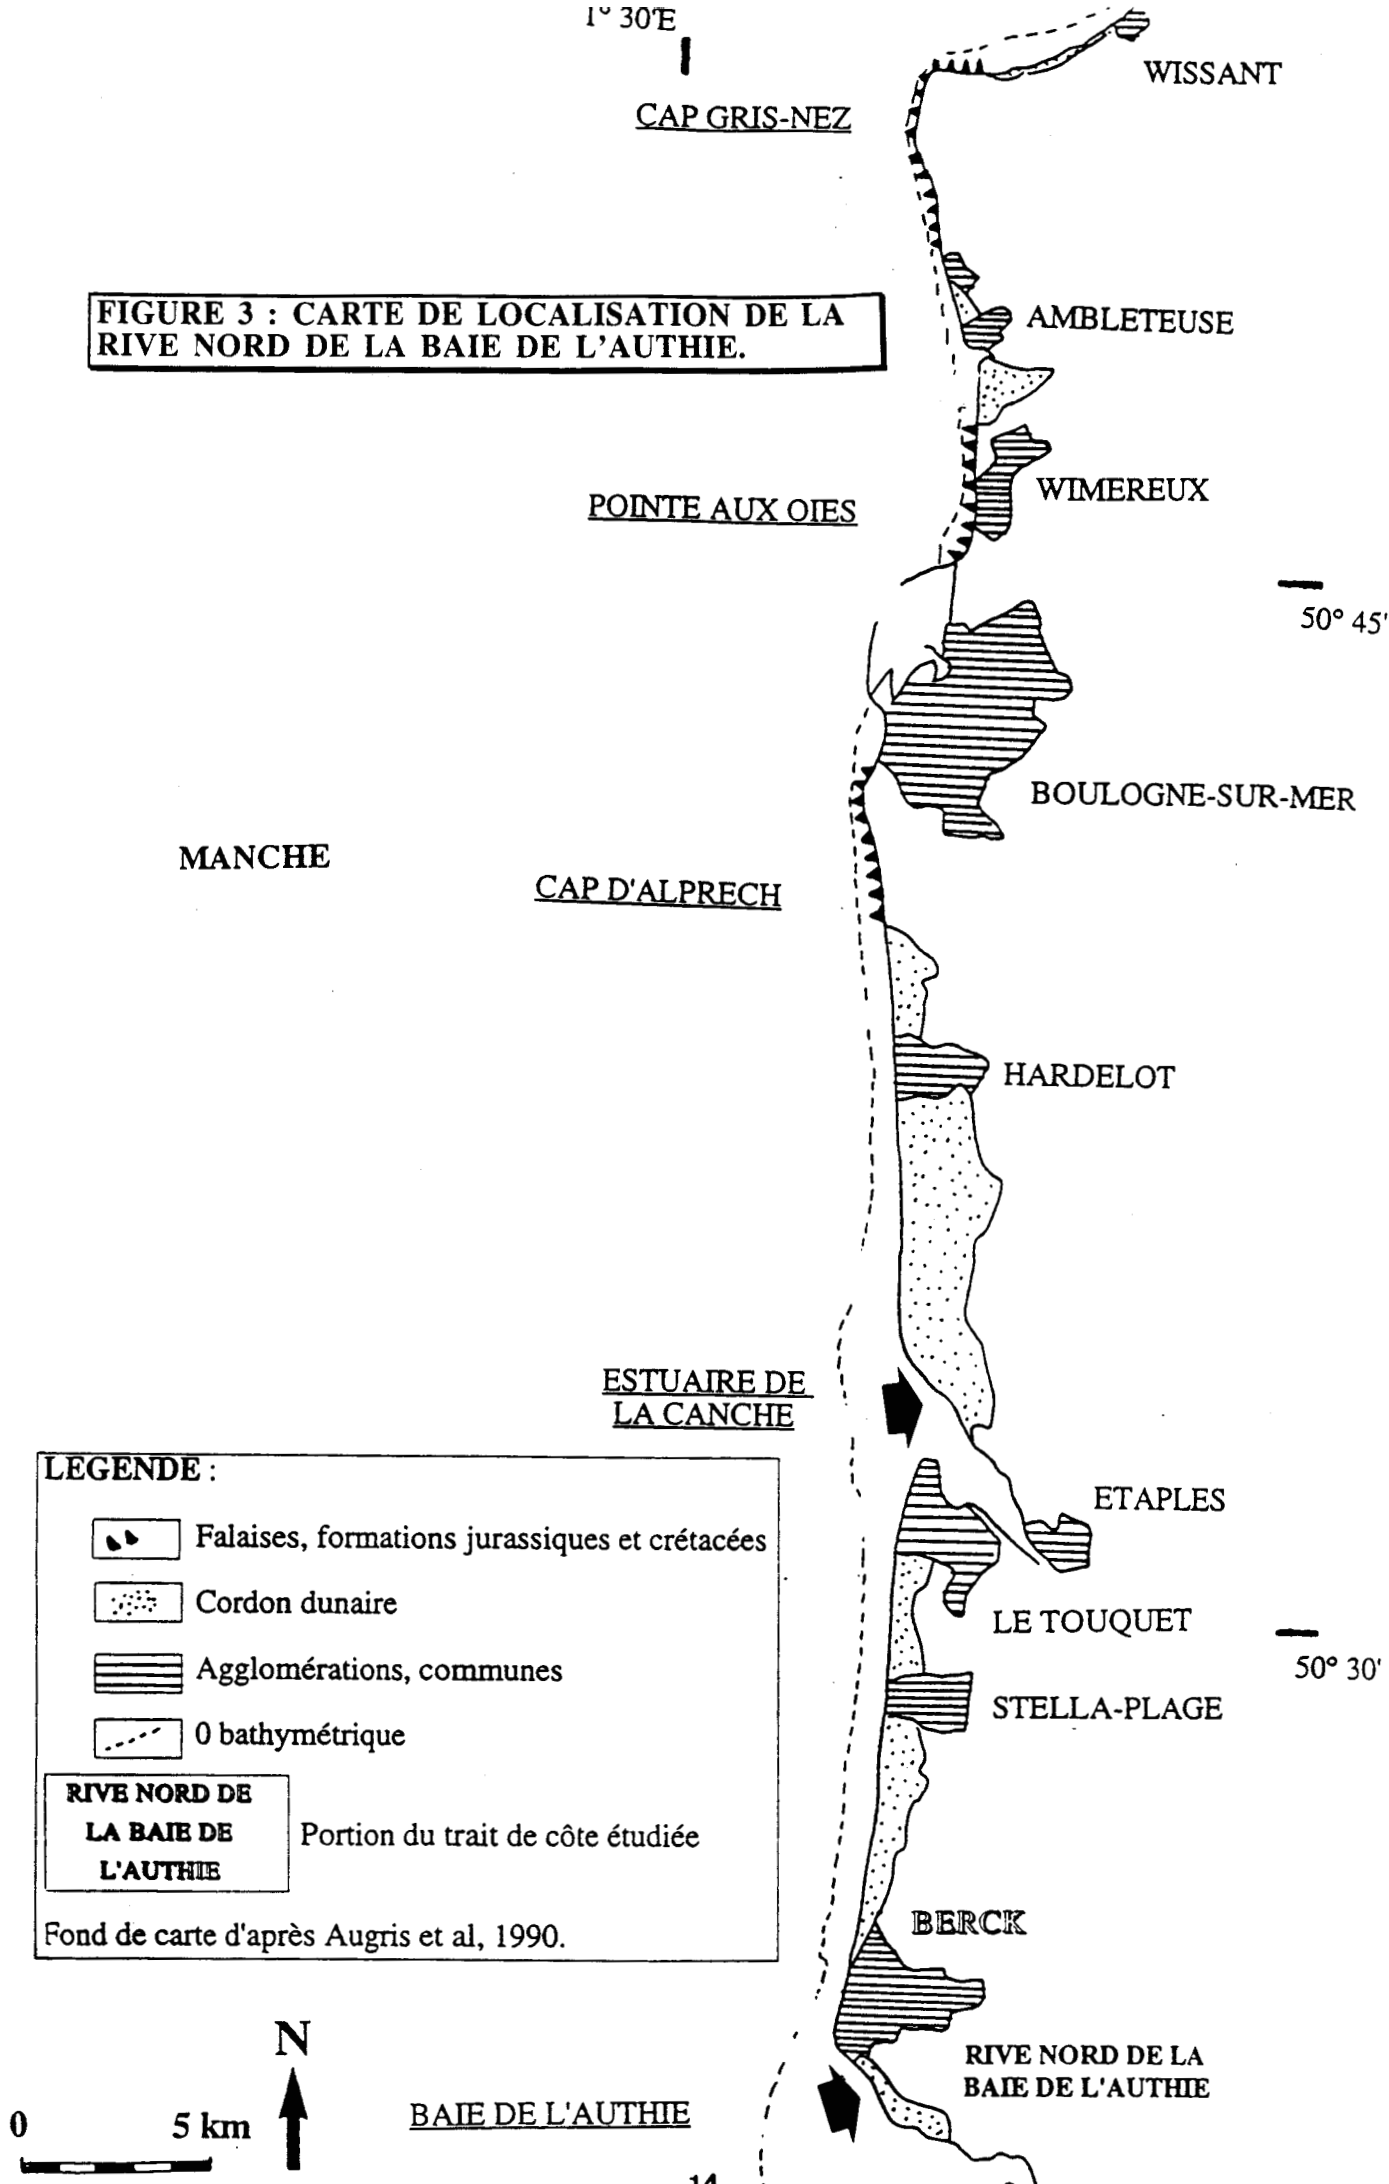 1° 30'E
WISSANT
CAP GRIS-NEZ
FIGURE 3 : CARTE DE LOCALISATION DE LA
RIVE NORD DE LA BAIE DE L'AUTHIE.
AMBLETEUSE
POINTE AUX OIES
WIMEREUX
50° 45'
BOULOGNE-SUR-MER
MANCHE
CAP D'ALPRECH
HARDELOT
ESTUAIRE DE
LA CANCHE
LEGENDE :
Falaises, formations jurassiques et crétacées
Cordon dunaire
Agglomérations, communes
0 bathymétrique
RIVE NORD DE
LA BAIE DE
L'AUTHIE
Portion du trait de côte étudiée
Fond de carte d'après Augris et al, 1990.
ETAPLES
LE TOUQUET
50° 30'
STELLA-PLAGE
BERCK
RIVE NORD DE LA
BAIE DE L'AUTHIE
N
BAIE DE L'AUTHIE
0 5 km
14